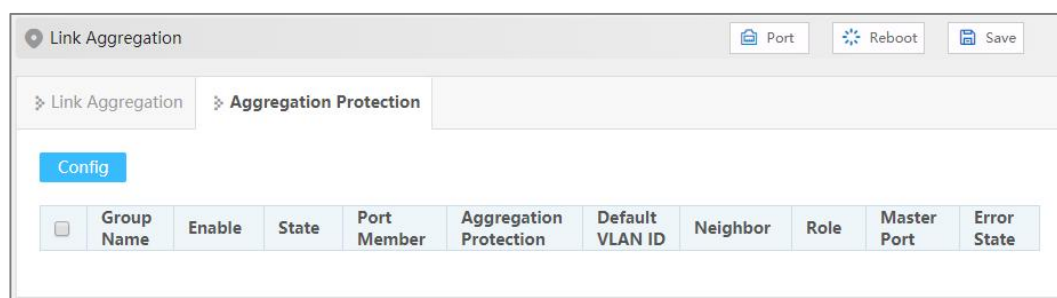 Link Aggregation Port Reboot Save
Link Aggregation Aggregation Protection
Config
Group Name Enable State Port Member Aggregation Protection Default VLAN ID Neighbor Role Master Port Error State